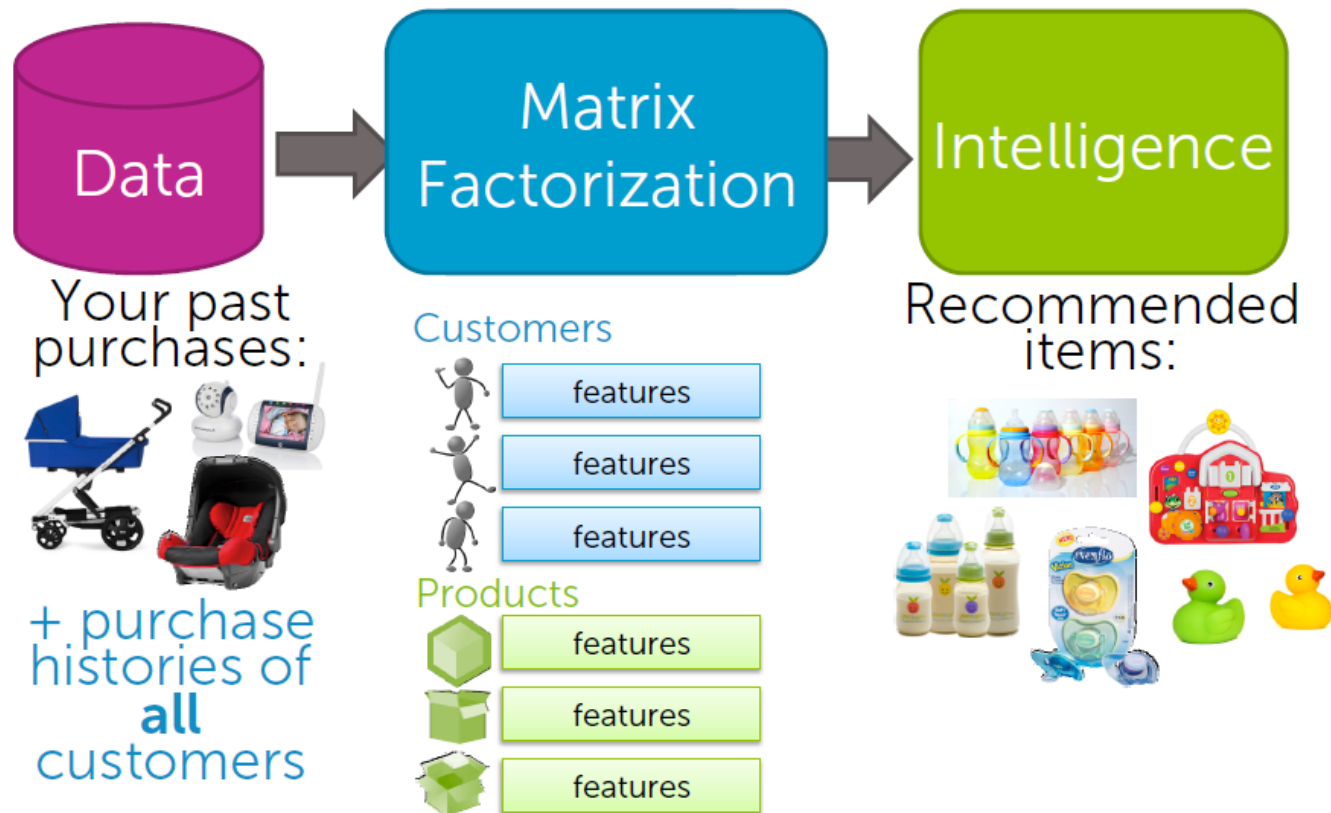 Data
Matrix
Factorization
Intelligence
Your past
purchases:
+ purchase
histories of
all
customers
Customers
features
features
features
Products
features
features
features
Recommended
items:
evenflo